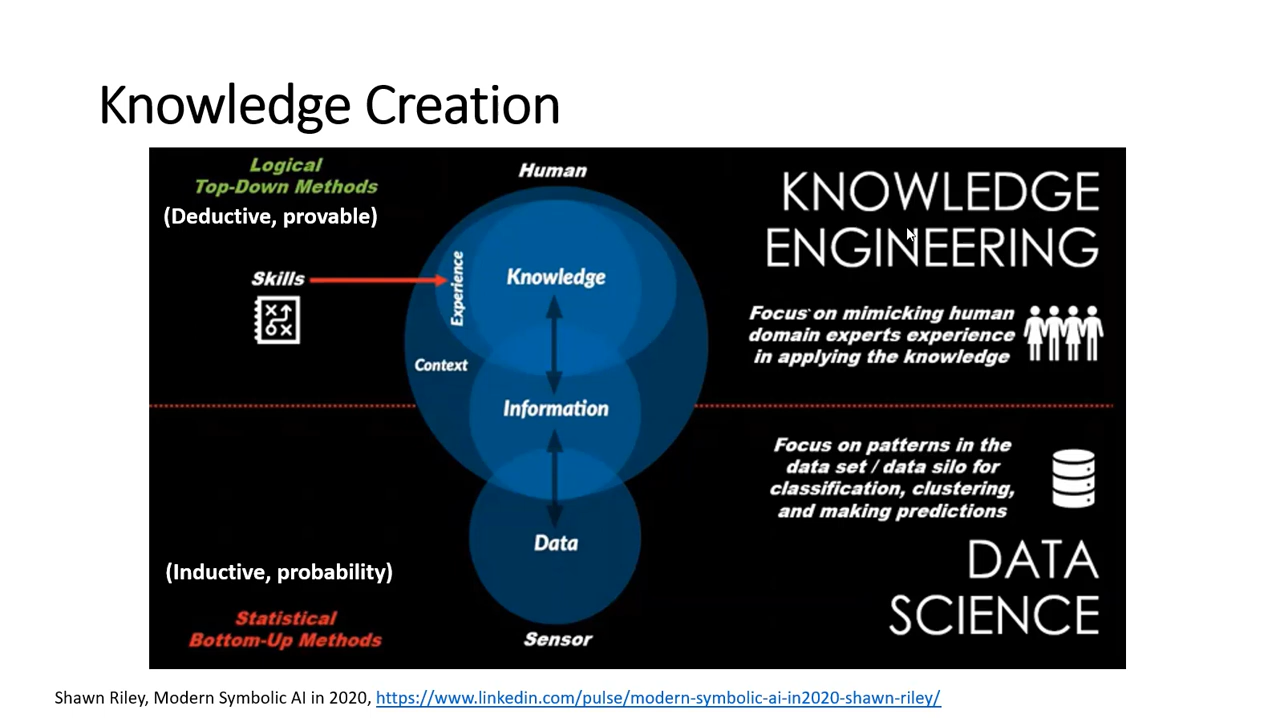 Knowledge Creation
Logical
Top-Down Methods
(Deductive, provable)
Skills
Human
Experience
Knowledge
Context
Information
Data
Sensor
KNOWLEDGE
ENGINEERING
Focus on mimicking human
domain experts experience
in applying the knowledge
Focus on patterns in the
data set / data silo for
classification, clustering,
and making predictions
DATA
SCIENCE
(Inductive, probability)
Statistical
Bottom-Up Methods
Shawn Riley, Modern Symbolic AI in 2020, https://www.linkedin.com/pulse/modern-symbolic-ai-in2020-shawn-riley/